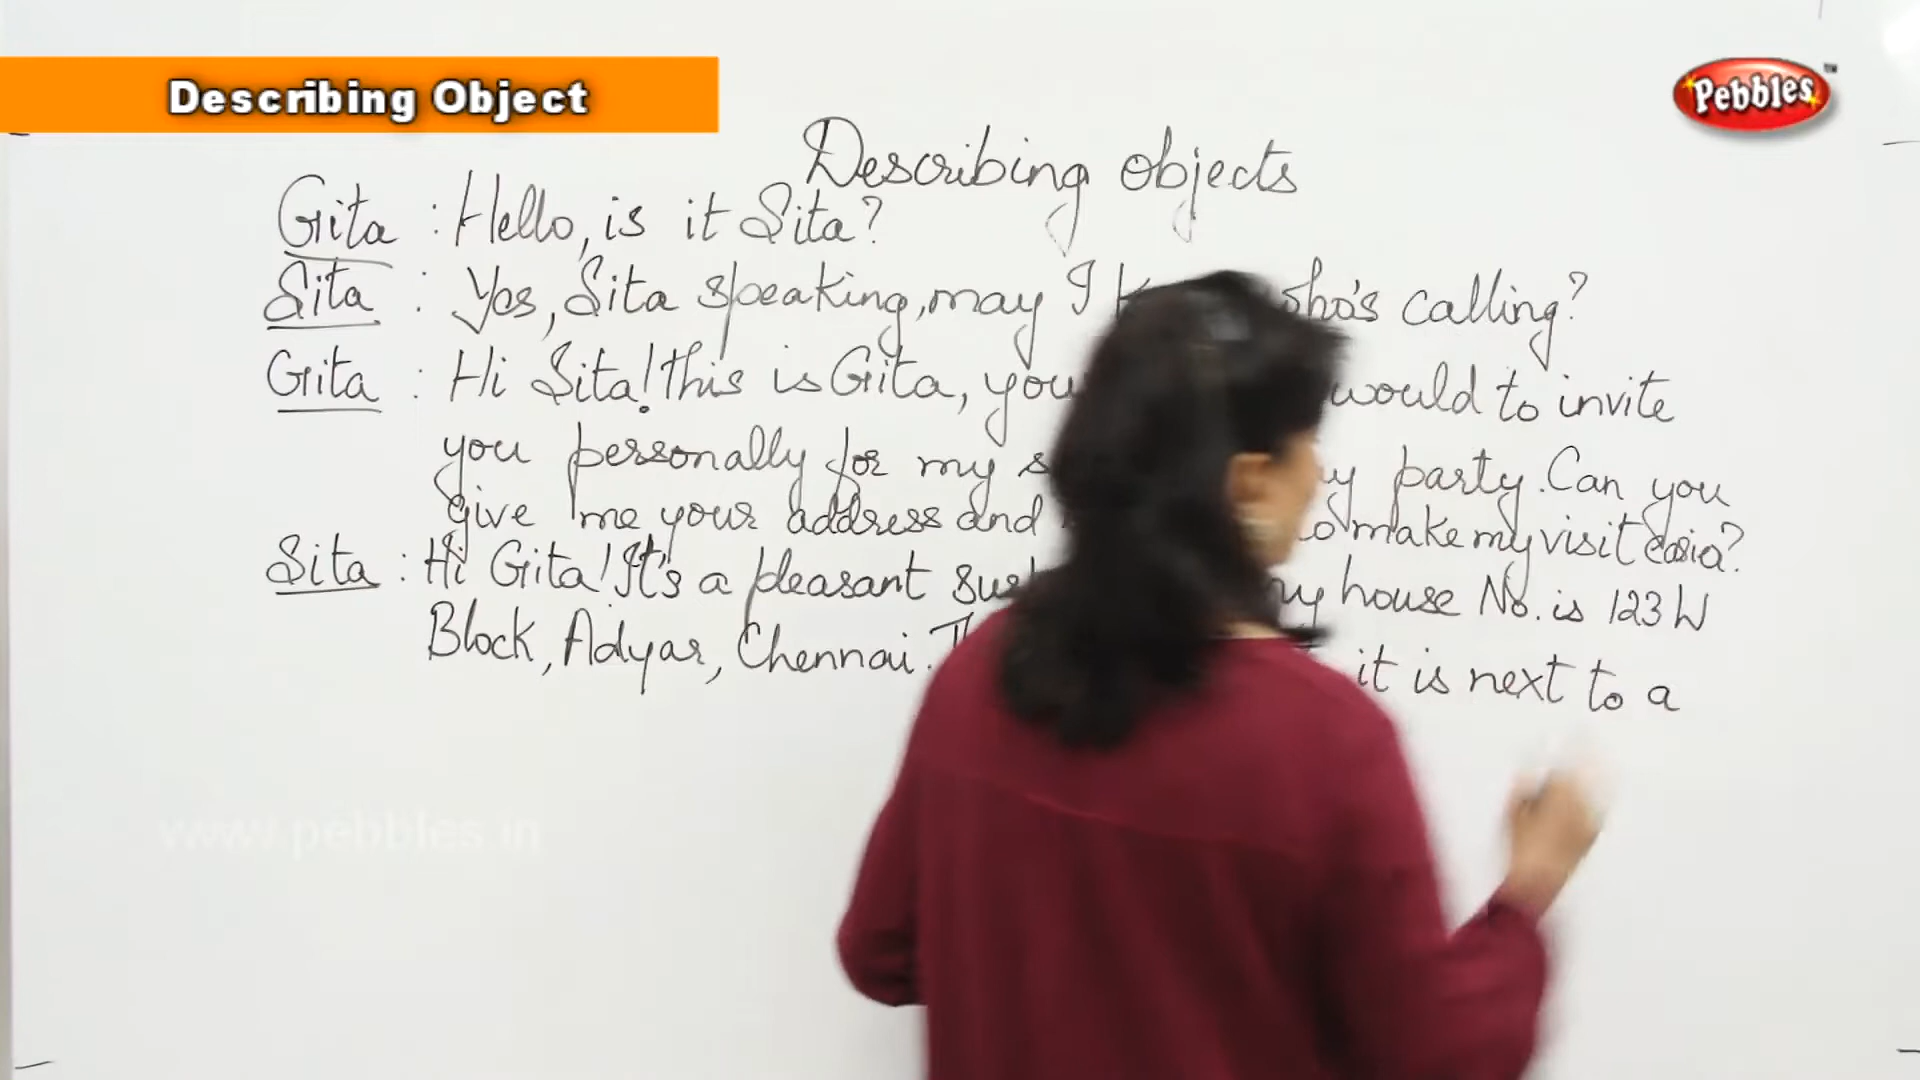 Describing Object
Pebbles™
Describing objects
Gita : Hello, is it Sita?
Sita : Yes, Sita speaking, may I who's calling?
Gita : Hi Sita! This is Gita, would to invite
you personally for my party. Can you
give me your address and to make my visit easier?
Sita : Hi Gita! It's a pleasant my house No. is 123 W
Block, Adyar, Chennai. it is next to a
www.pebbles.in